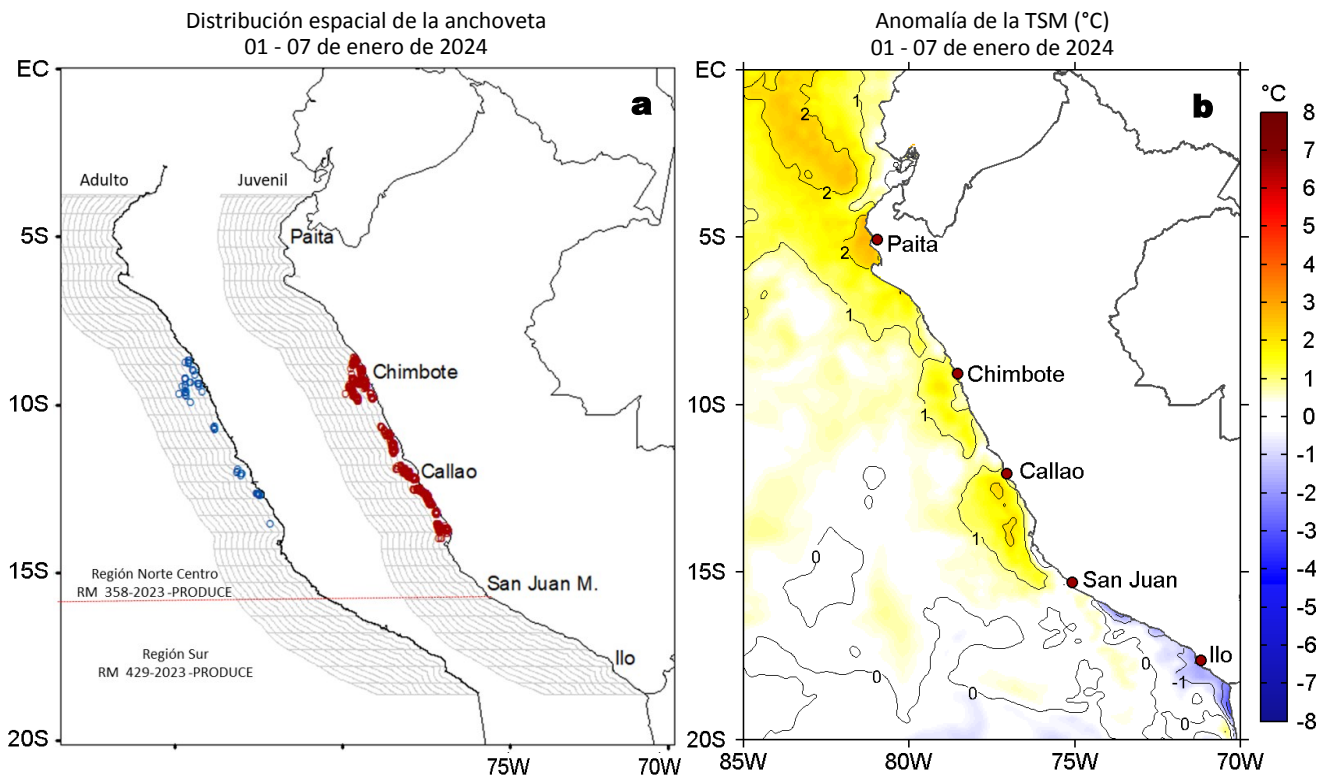 Distribución espacial de la anchoveta
01 - 07 de enero de 2024
EC
a
Adulto
Juvenil
5S
Paita
Chimbote
10S
Callao
15S
San Juan M.
Región Norte Centro
RM 358-2023 -PRODUCE
Región Sur
RM 429-2023 -PRODUCE
Ilo
20S
75W
70W
Anomalía de la TSM (°C)
01 - 07 de enero de 2024
EC
b
1
2
2
5S
Paita
2
1
Chimbote
10S
1
Callao
0
1
15S
San Juan
0
Ilo
0
-1
0
0
0
20S
85W
80W
75W
70W
°C
8
7
6
5
4
3
2
1
0
-1
-2
-3
-4
-5
-6
-7
-8